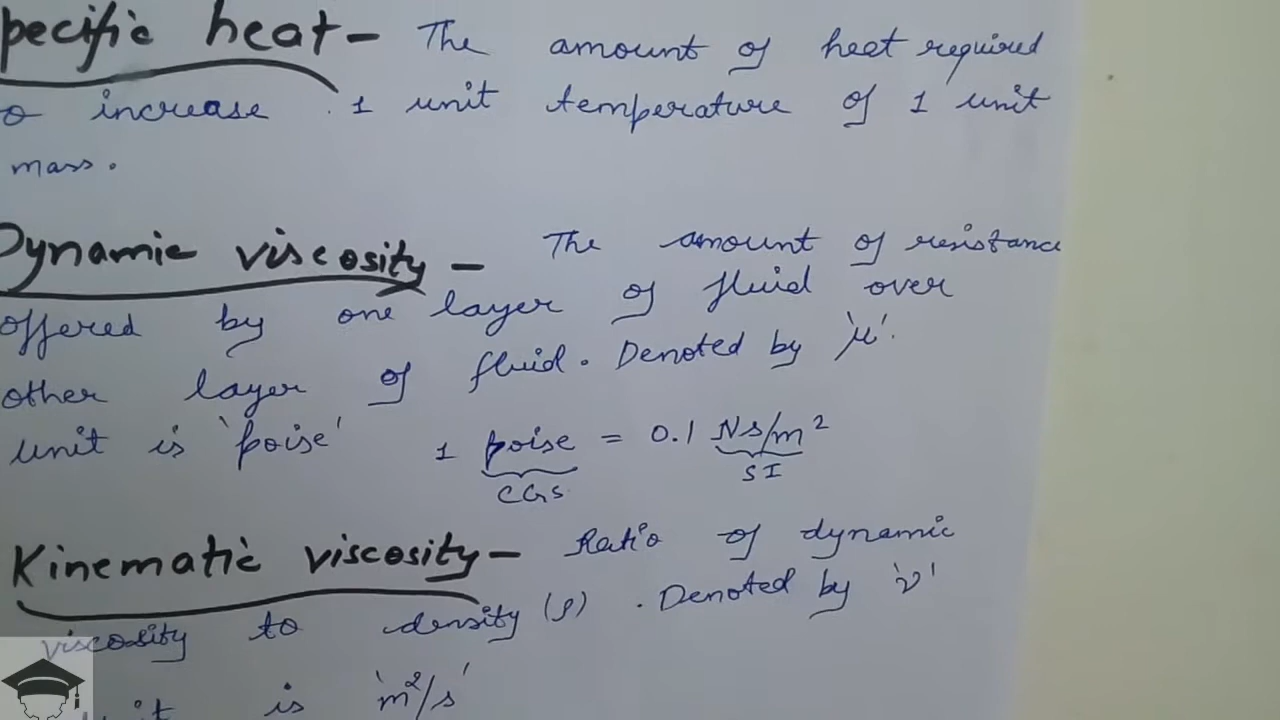 pecific heat - The amount of heat required
o increase 1 unit temperature of 1 unit
mass.
Dynamic viscosity - The amount of resistance
offered by one layer of fluid over
other layer of fluid. Denoted by 'μ'.
unit is 'poise' 1 poise = 0.1 Ns/m²
CGS SI
Kinematic viscosity - Ratio of dynamic
viscosity to density (ρ). Denoted by 'ν'
is 'm²/s'